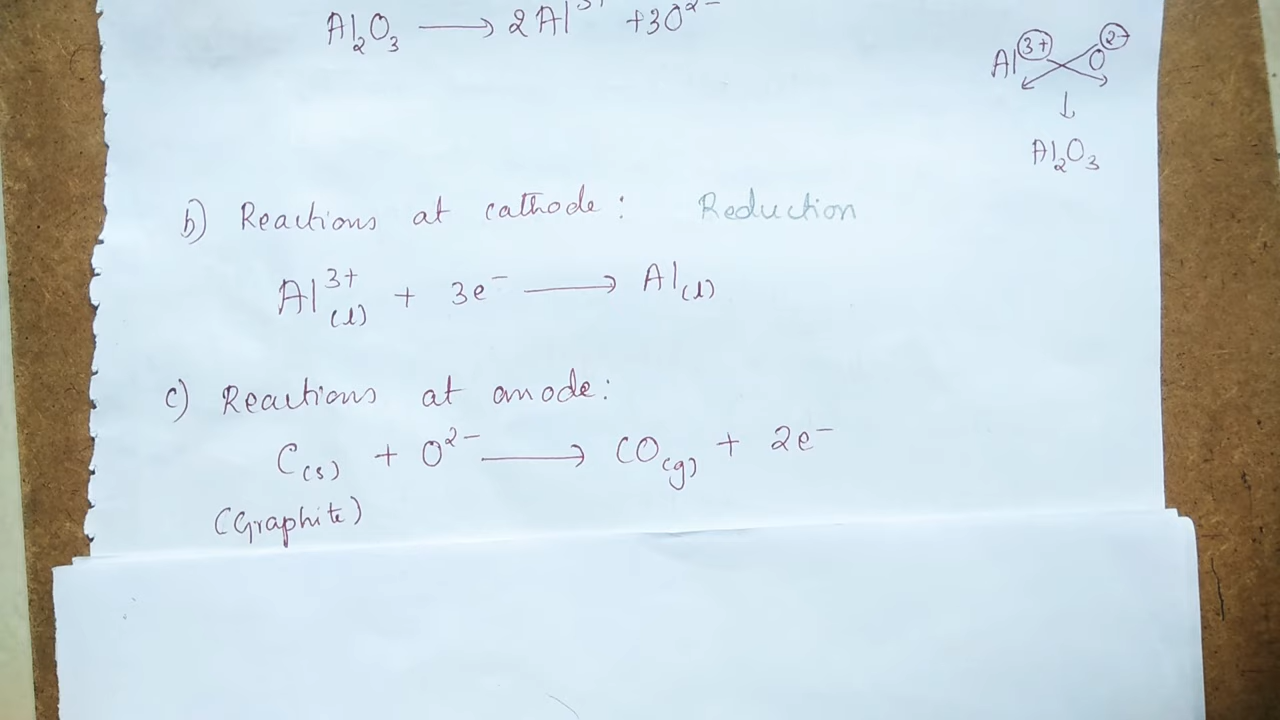 Al₂O₃ ⟶ 2Al³⁺ + 3O²⁻
Al³⁺ O²⁻
↓
Al₂O₃
b) Reactions at cathode: Reduction
Al³⁺(l) + 3e⁻ ⟶ Al(l)
c) Reactions at anode:
C(s) + O²⁻ ⟶ CO(g) + 2e⁻
(Graphite)